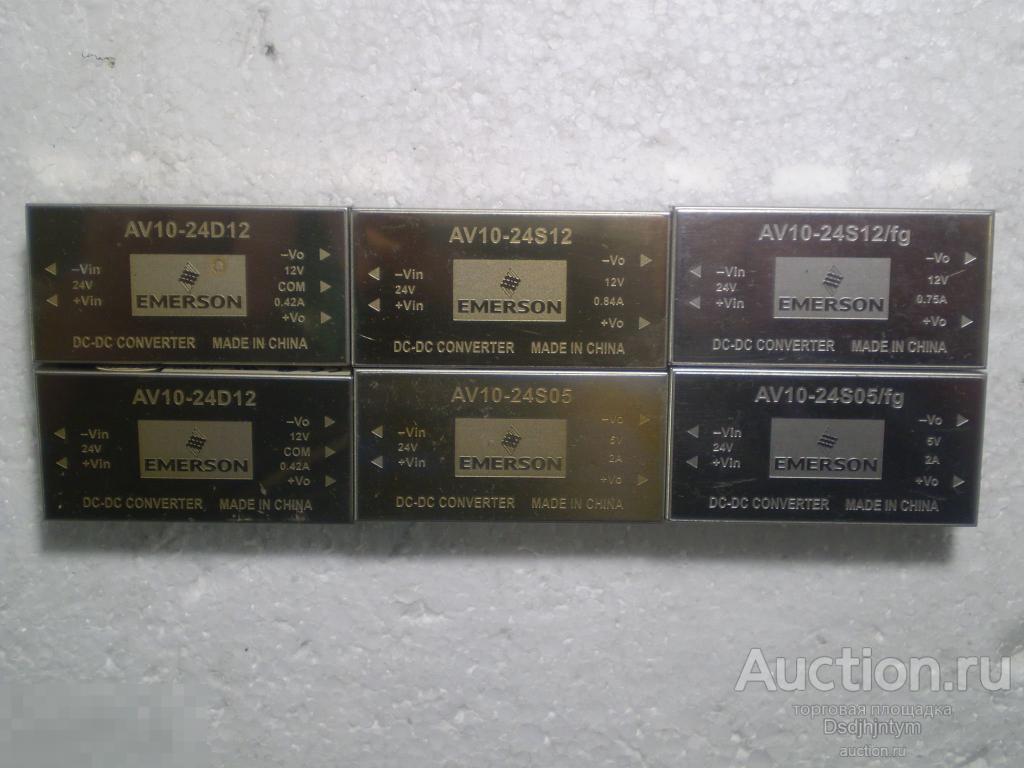 AV10-24D12
–Vin
24V
+Vin
EMERSON
–Vo
12V
COM
0.42A
+Vo
DC-DC CONVERTER MADE IN CHINA
AV10-24S12
–Vin
24V
+Vin
EMERSON
–Vo
12V
0.84A
+Vo
DC-DC CONVERTER MADE IN CHINA
AV10-24S12/fg
–Vin
24V
+Vin
EMERSON
–Vo
12V
0.75A
+Vo
DC-DC CONVERTER MADE IN CHINA
AV10-24D12
–Vin
24V
+Vin
EMERSON
–Vo
12V
COM
0.42A
+Vo
DC-DC CONVERTER MADE IN CHINA
AV10-24S05
–Vin
24V
+Vin
EMERSON
–Vo
5V
2A
+Vo
DC-DC CONVERTER MADE IN CHINA
AV10-24S05/fg
–Vin
24V
+Vin
EMERSON
–Vo
5V
2A
+Vo
DC-DC CONVERTER MADE IN CHINA
Auction.ru
торговая площадка
Dsdjhjntym
auction.ru